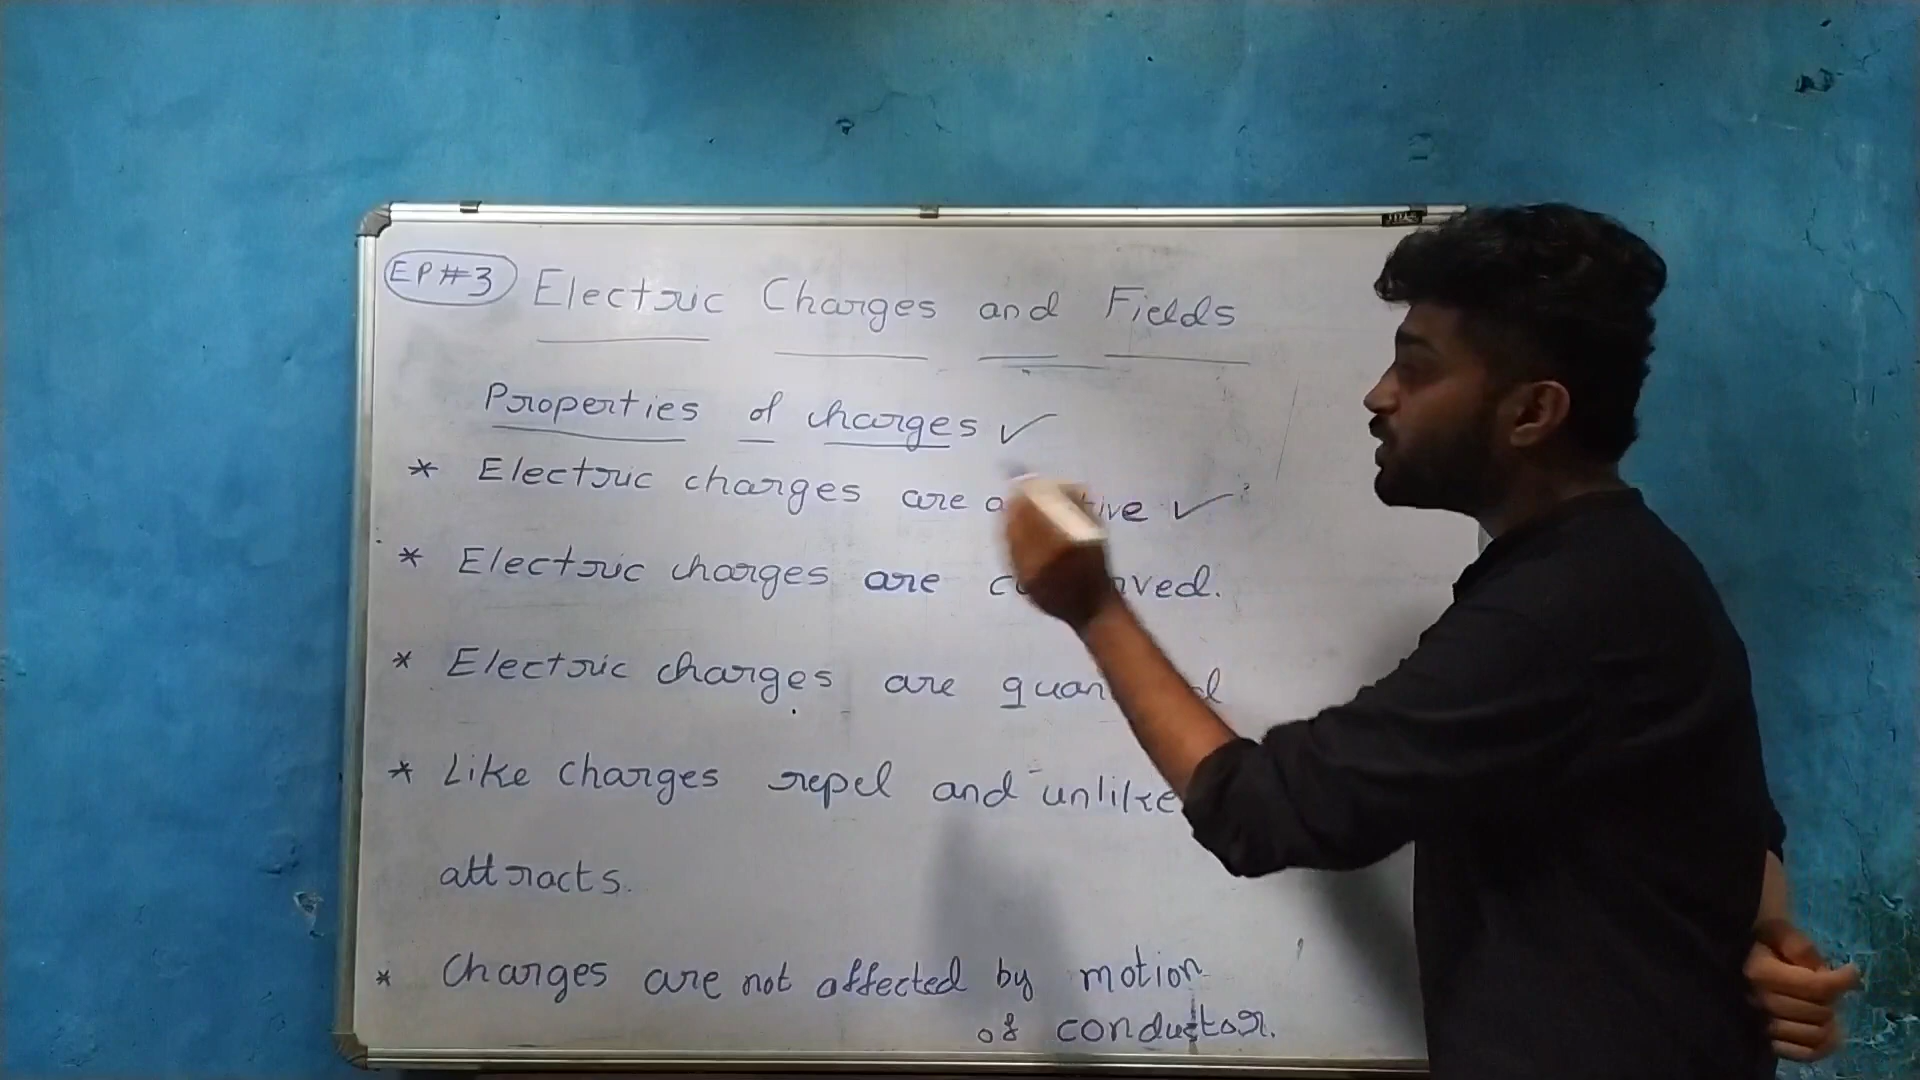 EP#3 Electric Charges and Fields
Properties of charges ✓
* Electric charges are ✓
* Electric charges are
* Electric charges are
* Like charges repel and unlike
attracts.
* Charges are not affected by motion
of conductor.